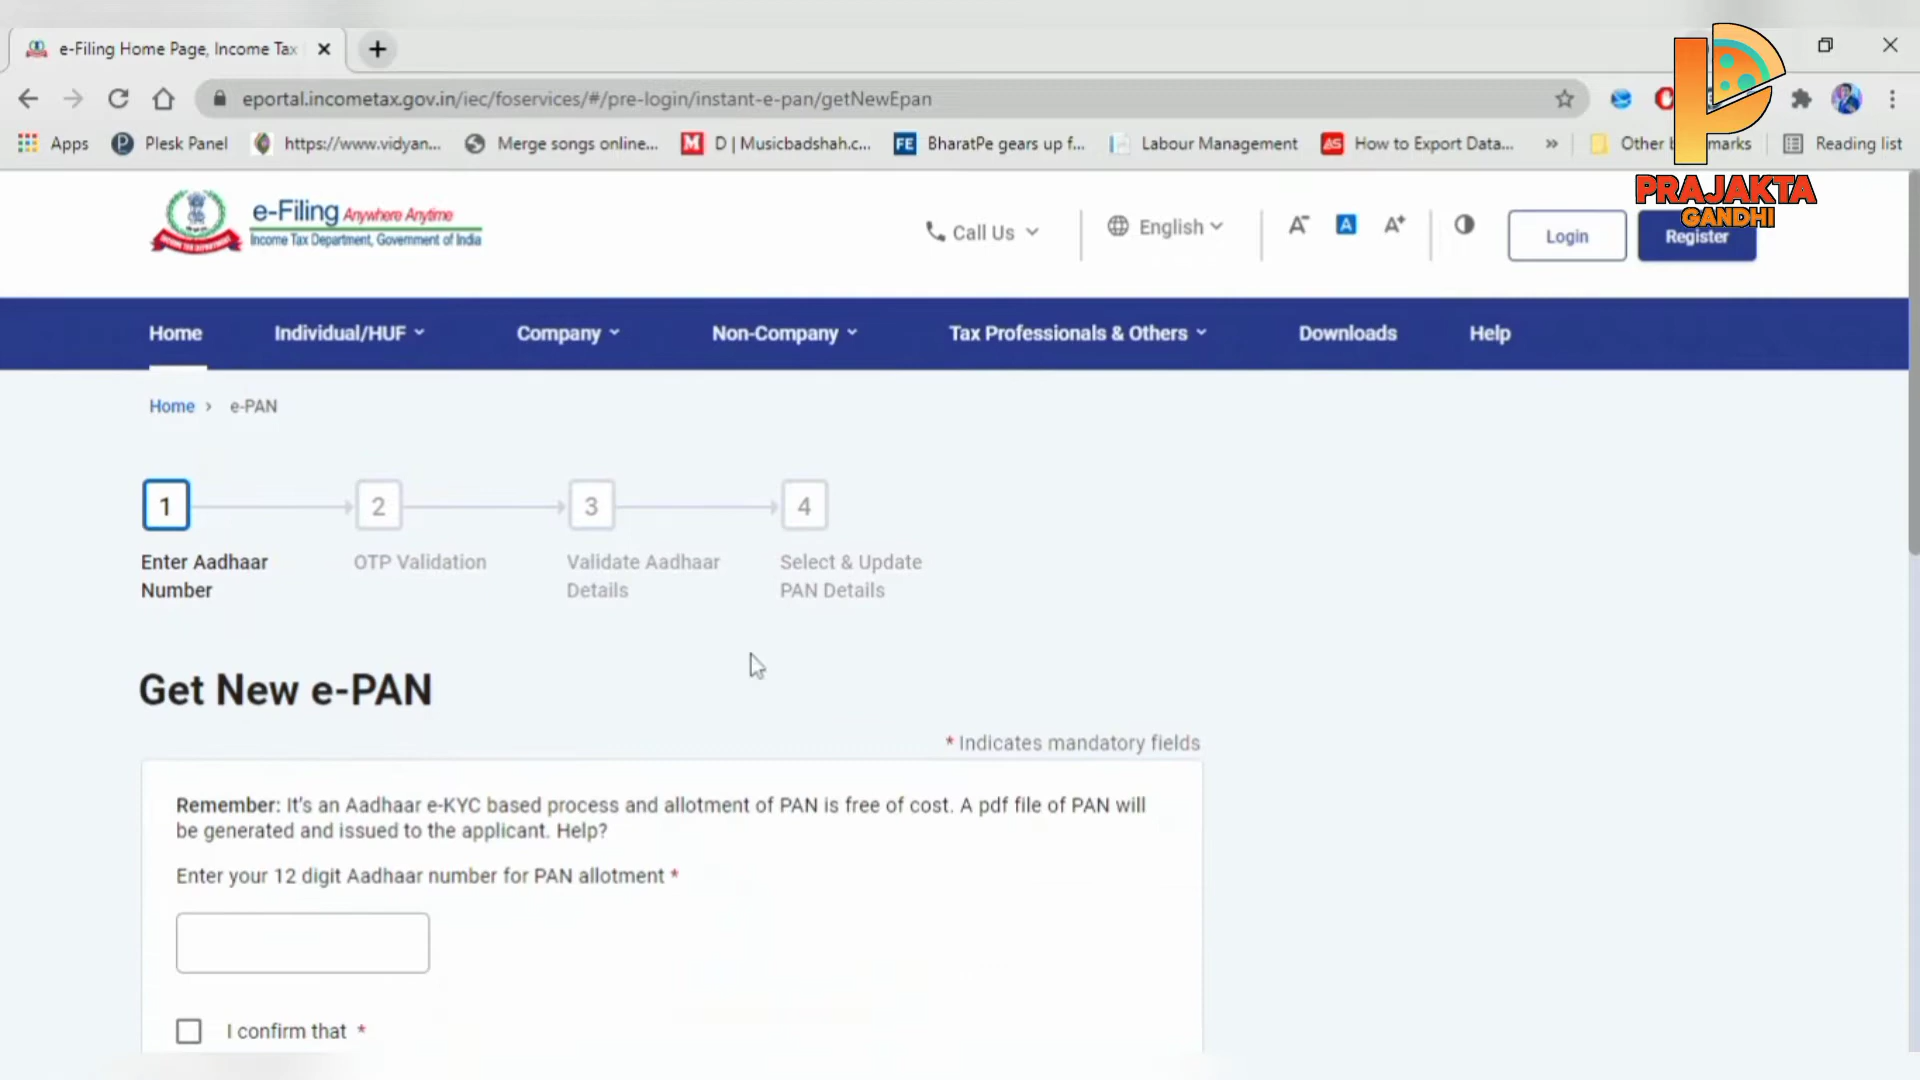 e-Filing Home Page, Income Tax
eportal.incometax.gov.in/iec/foservices/#/pre-login/instant-e-pan/getNewEpan
Apps Plesk Panel https://www.vidyan... Merge songs online... D | Musicbadshah.c... BharatPe gears up f... Labour Management How to Export Data... » Other marks Reading list
PRAJAKTA
GANDHI
e-Filing Anywhere Anytime
Income Tax Department, Government of India
Call Us English A- A A+ Login Register
Home Individual/HUF Company Non-Company Tax Professionals & Others Downloads Help
Home > e-PAN
1 2 3 4
Enter Aadhaar Number
OTP Validation
Validate Aadhaar Details
Select & Update PAN Details
Get New e-PAN
* Indicates mandatory fields
Remember: It's an Aadhaar e-KYC based process and allotment of PAN is free of cost. A pdf file of PAN will
be generated and issued to the applicant. Help?
Enter your 12 digit Aadhaar number for PAN allotment *
I confirm that *